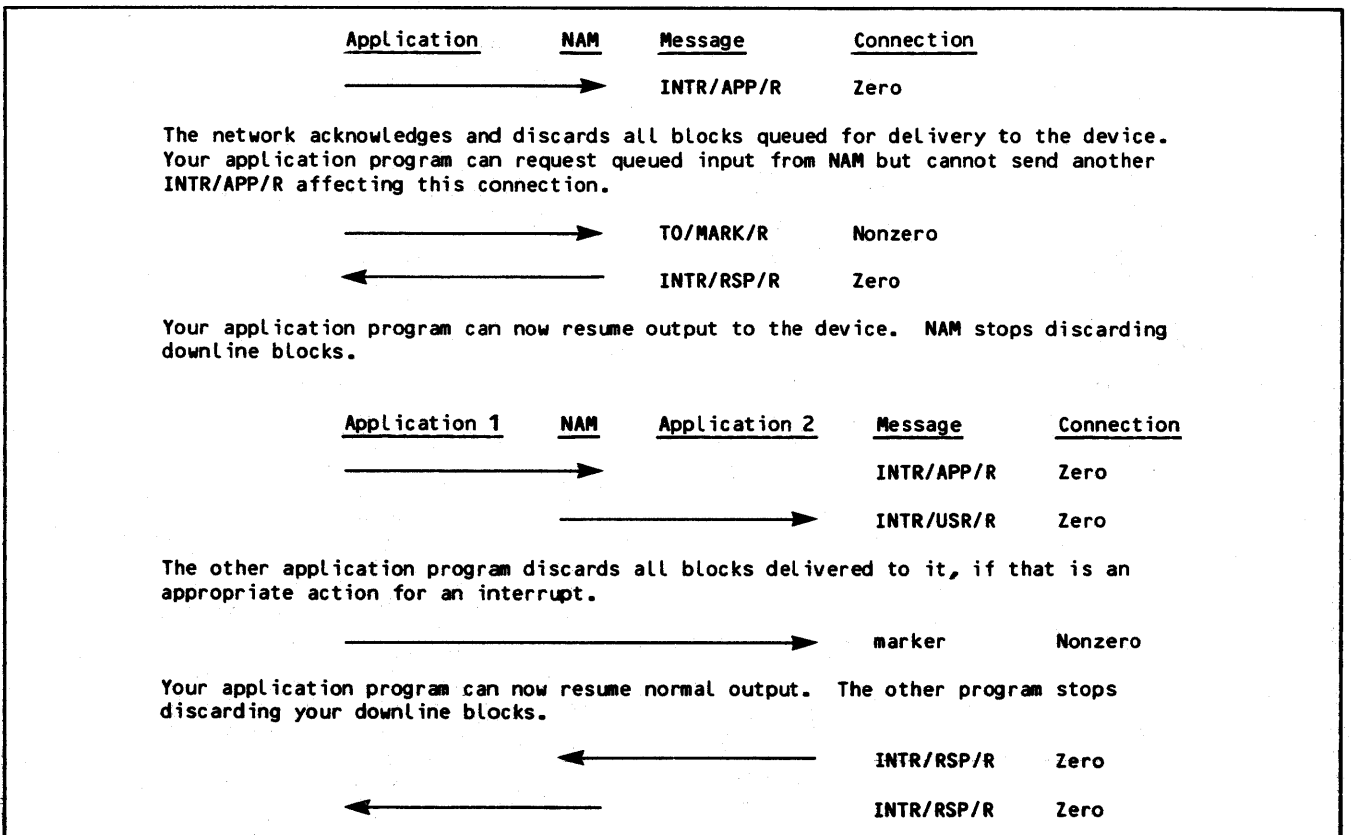 Application NAM Message Connection
INTR/APP/R Zero
The network acknowledges and discards all blocks queued for delivery to the device.
Your application program can request queued input from NAM but cannot send another
INTR/APP/R affecting this connection.
TO/MARK/R Nonzero
INTR/RSP/R Zero
Your application program can now resume output to the device. NAM stops discarding
downline blocks.
Application 1 NAM Application 2 Message Connection
INTR/APP/R Zero
INTR/USR/R Zero
The other application program discards all blocks delivered to it, if that is an
appropriate action for an interrupt.
marker Nonzero
Your application program can now resume normal output. The other program stops
discarding your downline blocks.
INTR/RSP/R Zero
INTR/RSP/R Zero